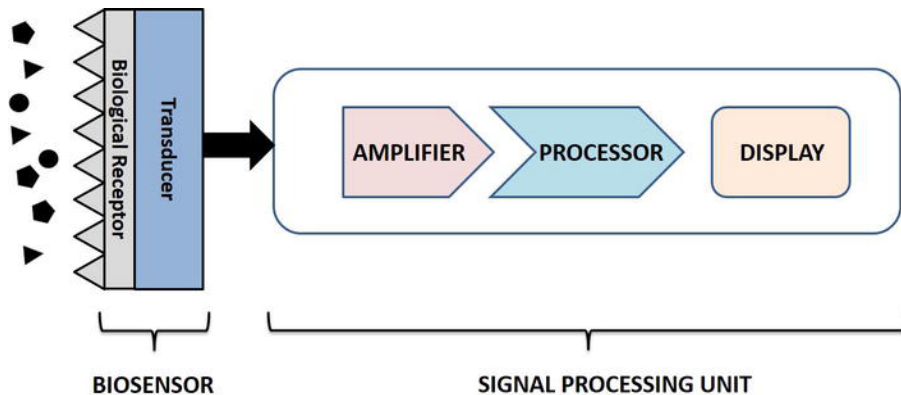 Biological Receptor
Transducer
AMPLIFIER
PROCESSOR
DISPLAY
BIOSENSOR
SIGNAL PROCESSING UNIT